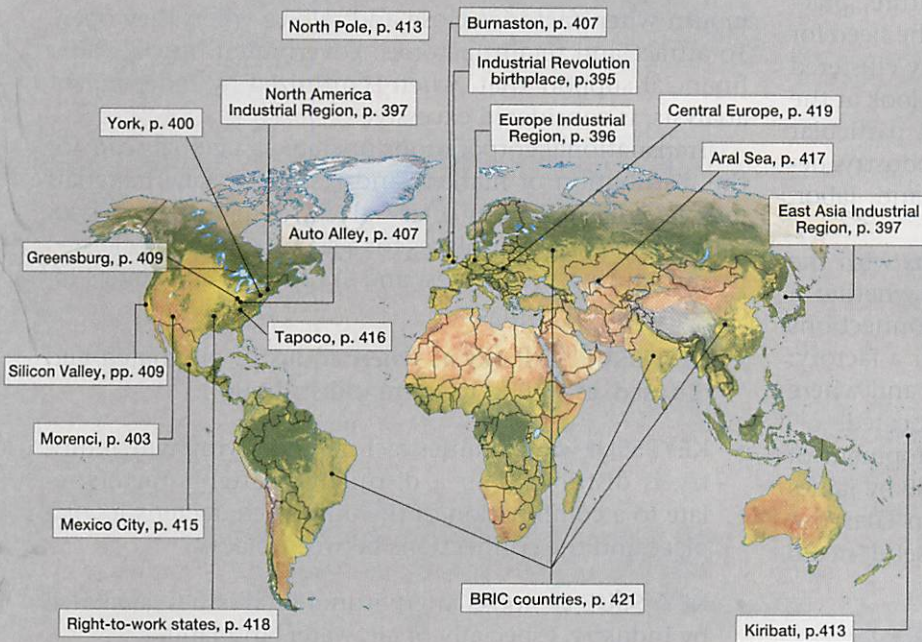 North Pole, p. 413
Burnaston, p. 407
Industrial Revolution
birthplace, p.395
North America
Industrial Region, p. 397
York, p. 400
Europe Industrial
Region, p. 396
Central Europe, p. 419
Aral Sea, p. 417
East Asia Industrial
Region, p. 397
Auto Alley, p. 407
Greensburg, p. 409
Tapoco, p. 416
Silicon Valley, pp. 409
Morenci, p. 403
Mexico City, p. 415
BRIC countries, p. 421
Right-to-work states, p. 418
Kiribati, p.413